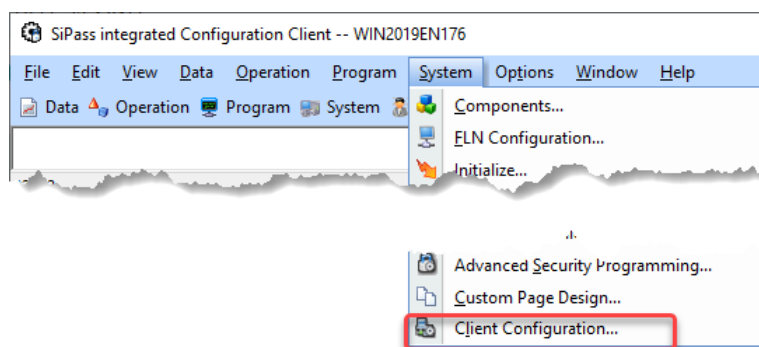 SiPass integrated Configuration Client -- WIN2019EN176
File Edit View Data Operation Program System Options Window Help
Data Operation Program System
Components...
FLN Configuration...
Initialize...
Advanced Security Programming...
Custom Page Design...
Client Configuration...